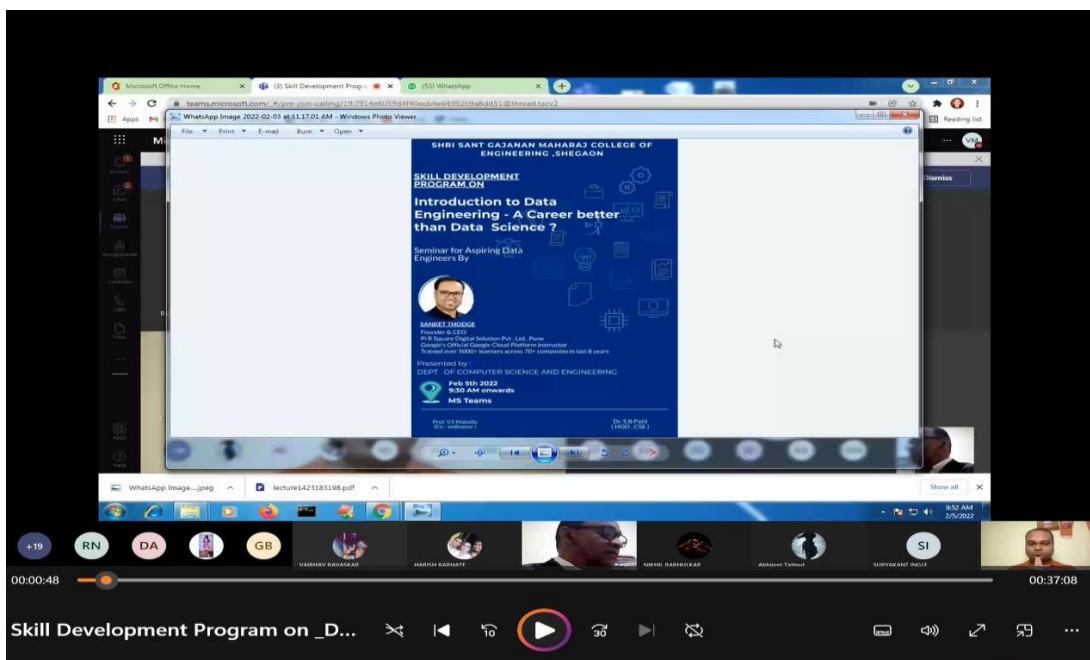 Microsoft Office Home
(3) Skill Development Progra
(53) WhatsApp
teams.microsoft.com/_#/pre-join-calling/19:7914e6059d4f40ecb4e64992b9a8dd51@thread.tacv2
Apps
Reading list
WhatsApp Image 2022-02-03 at 11.17.01 AM - Windows Photo Viewer
File Print E-mail Burn Open
VM
Dismiss
SHRI SANT GAJANAN MAHARAJ COLLEGE OF
ENGINEERING ,SHEGAON
SKILL DEVELOPMENT
PROGRAM ON
Introduction to Data
Engineering - A Career better
than Data Science ?
Seminar for Aspiring Data
Engineers By
SANKET THODGE
Founder & CEO
Pi R Square Digital Solution Pvt . Ltd , Pune
Google's Official Google Cloud Platform Instructor
Trained over 5000+ learners across 70+ companies in last 8 years
Presented by :
DEPT . OF COMPUTER SCIENCE AND ENGINEERING
Feb 5th 2022
9:30 AM onwards
MS Teams
Prof. V.S Mahalle
(Co - ordinator )
Dr. S.B Patil
( HOD , CSE )
WhatsApp Image....jpeg
lecture1423183198.pdf
Show all
9:52 AM
2/5/2022
+19
RN
DA
GB
VAIBHAV RAVASKAR
HARISH BARHATE
NIKHIL RABHULKAR
Abhijeet Tathod
SI
SURYAKANT INGLE
00:00:48
00:37:08
Skill Development Program on _D...
10
30